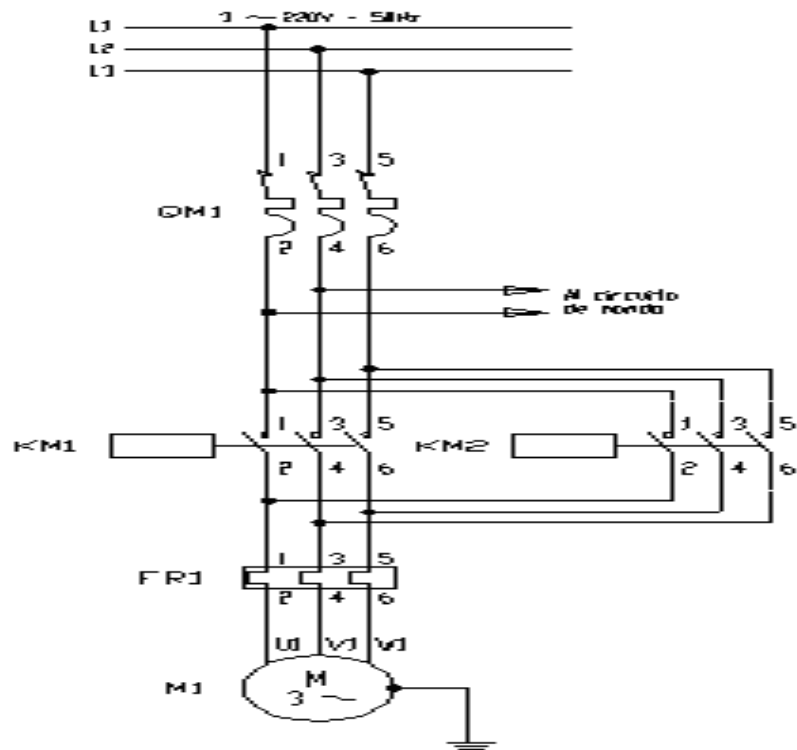 3 ~ 220V - 50Hz
L1
L2
L3
1 3 5
QM1
2 4 6
Al circuito
de mando
1 3 5
1 3 5
KM1
KM2
2 4 6
2 4 6
1 3 5
FR1
2 4 6
U1 V1 W1
M1
M
3 ~